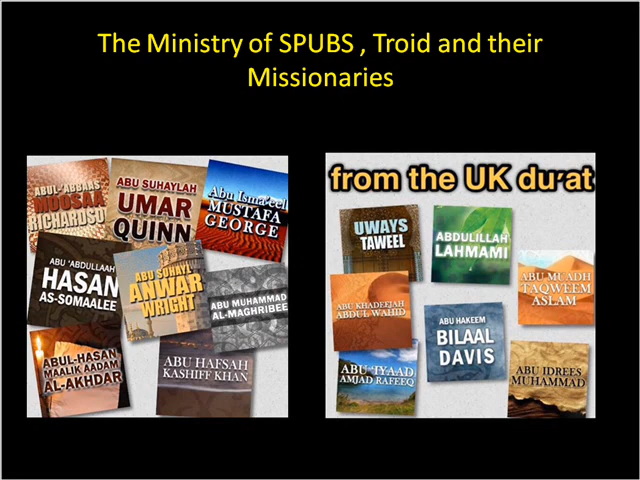 The Ministry of SPUBS , Troid and their
Missionaries
ABUL-'ABBAAS
MOOSAA
RICHARDSO
ABU SUHAYLAH
UMAR
QUINN
Abu Isma'eel
MUSTAFA
GEORGE
ABU 'ABDULLAAH
HASAN
AS-SOMAALEE
ABU SUHAYL
ANWAR
WRIGHT
ABU MUHAMMAD
AL-MAGHRIBEE
ABUL-HASAN
MAALIK AADAM
AL-AKHDAR
ABU HAFSAH
KASHIFF KHAN
from the UK du'at
UWAYS
TAWEEL
ABDULILLAH
LAHMAMI
ABU MUADH
TAQWEEM
ASLAM
ABU KHADEEJAH
ABDUL WAHID
ABU HAKEEM
BILAAL
DAVIS
ABU 'IYAAD
AMJAD RAFEEQ
ABU IDREES
MUHAMMAD